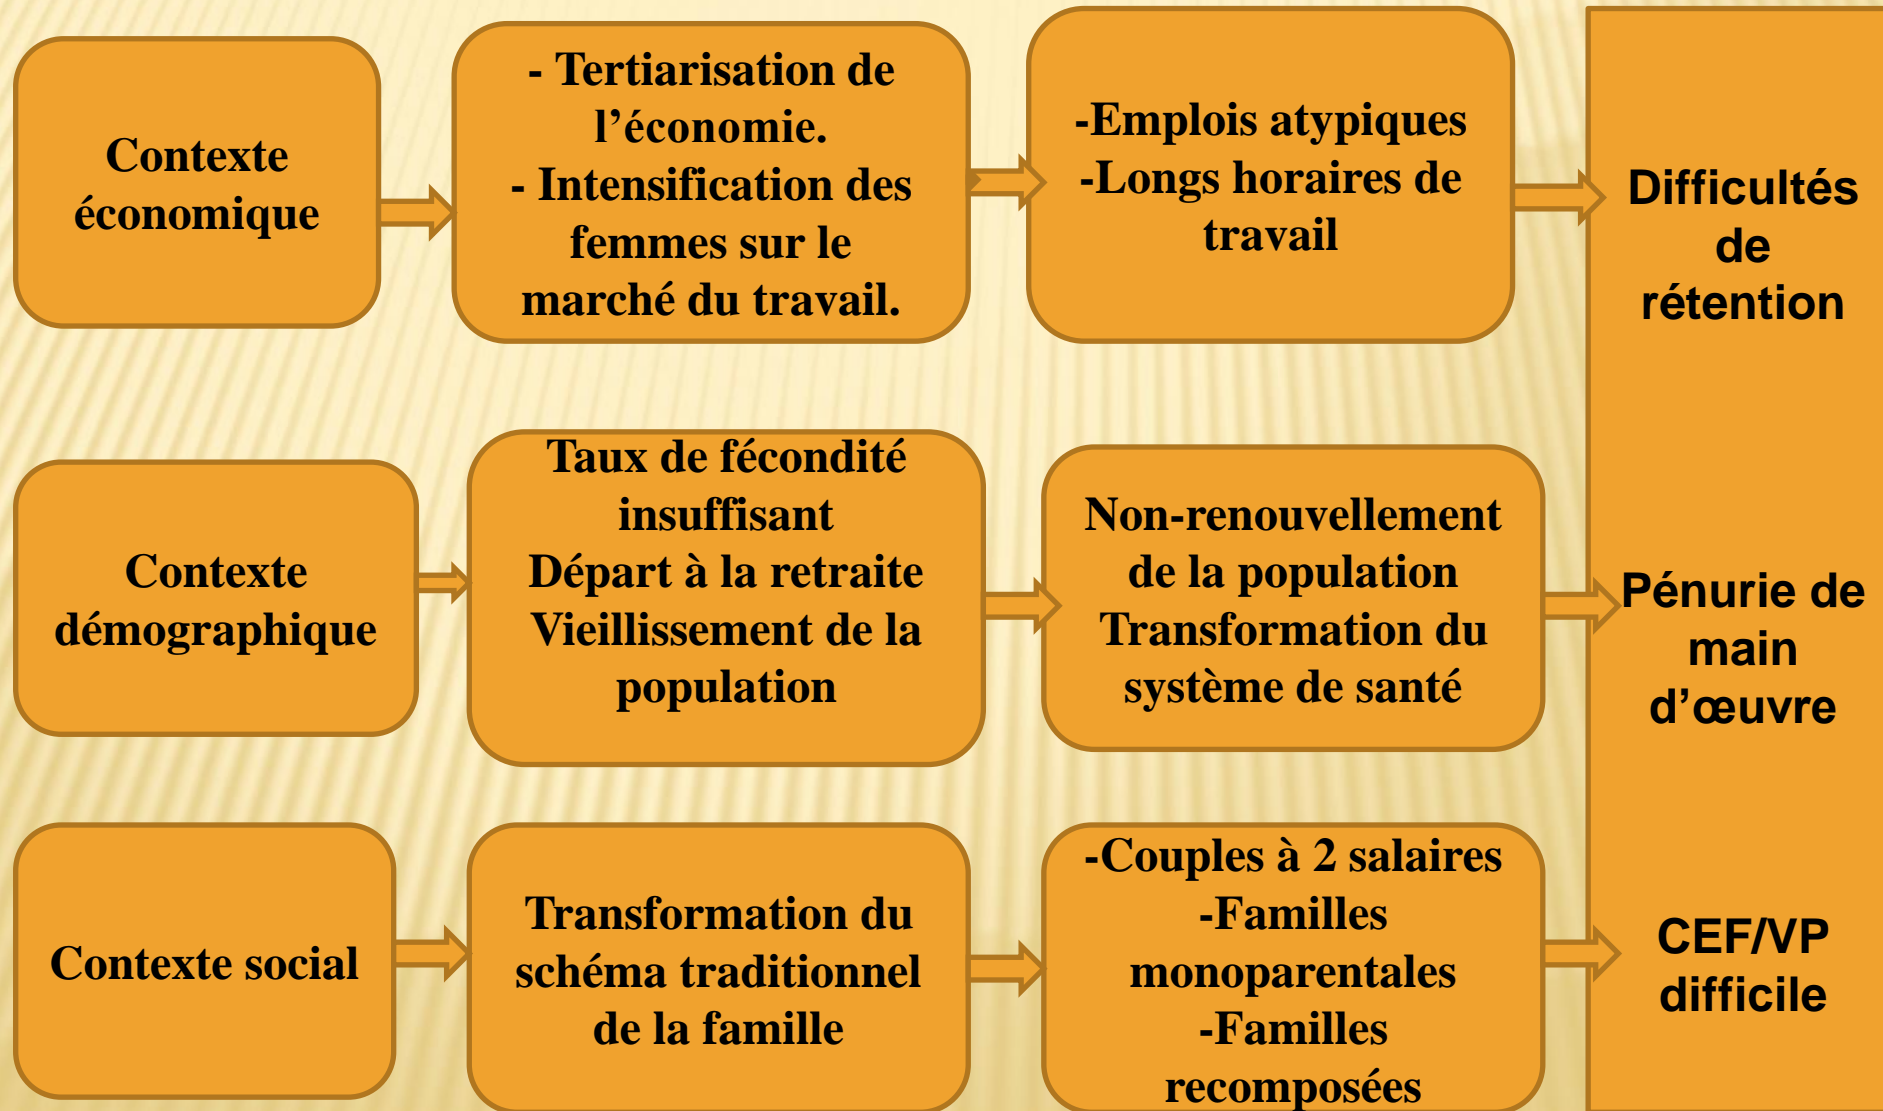 Contexte
économique
- Tertiarisation de
l’économie.
- Intensification des
femmes sur le
marché du travail.
-Emplois atypiques
-Longs horaires de
travail
Difficultés
de
rétention
Contexte
démographique
Taux de fécondité
insuffisant
Départ à la retraite
Vieillissement de la
population
Non-renouvellement
de la population
Transformation du
système de santé
Pénurie de
main
d’œuvre
Contexte social
Transformation du
schéma traditionnel
de la famille
-Couples à 2 salaires
-Familles
monoparentales
-Familles
recomposées
CEF/VP
difficile